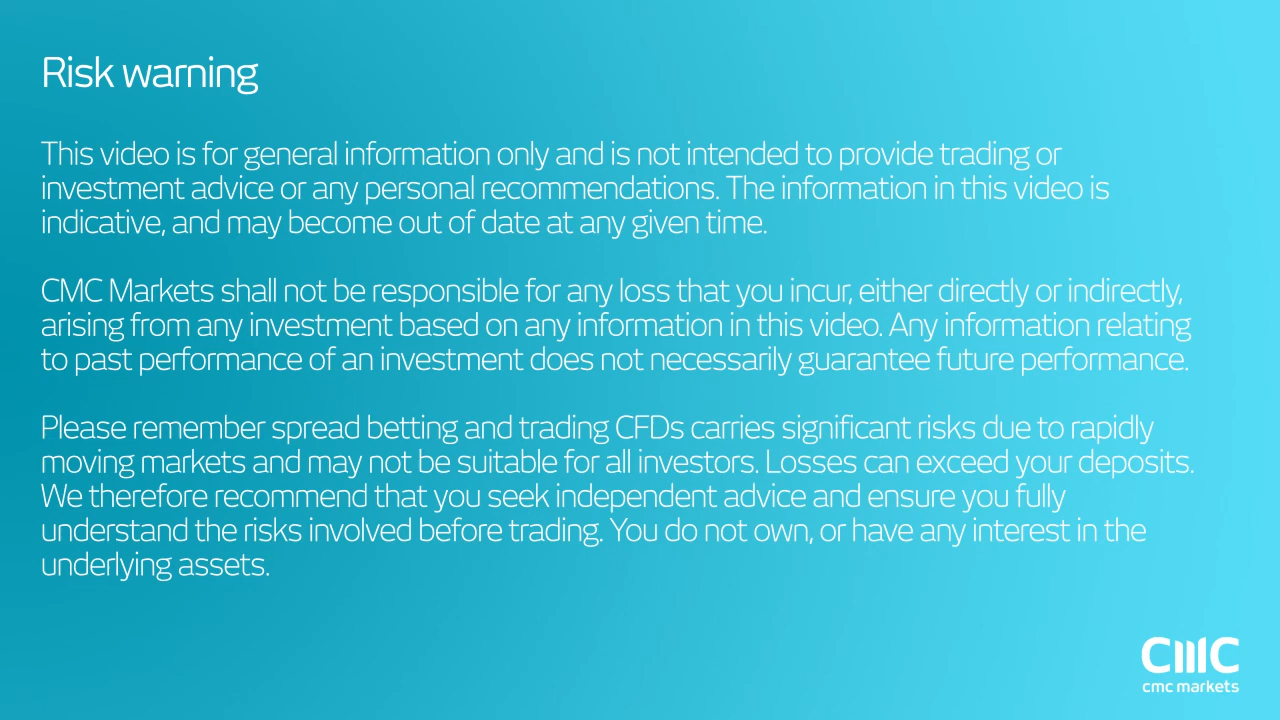 Risk warning
This video is for general information only and is not intended to provide trading or
investment advice or any personal recommendations. The information in this video is
indicative, and may become out of date at any given time.
CMC Markets shall not be responsible for any loss that you incur, either directly or indirectly,
arising from any investment based on any information in this video. Any information relating
to past performance of an investment does not necessarily guarantee future performance.
Please remember spread betting and trading CFDs carries significant risks due to rapidly
moving markets and may not be suitable for all investors. Losses can exceed your deposits.
We therefore recommend that you seek independent advice and ensure you fully
understand the risks involved before trading. You do not own, or have any interest in the
underlying assets.
CMC
cmc markets